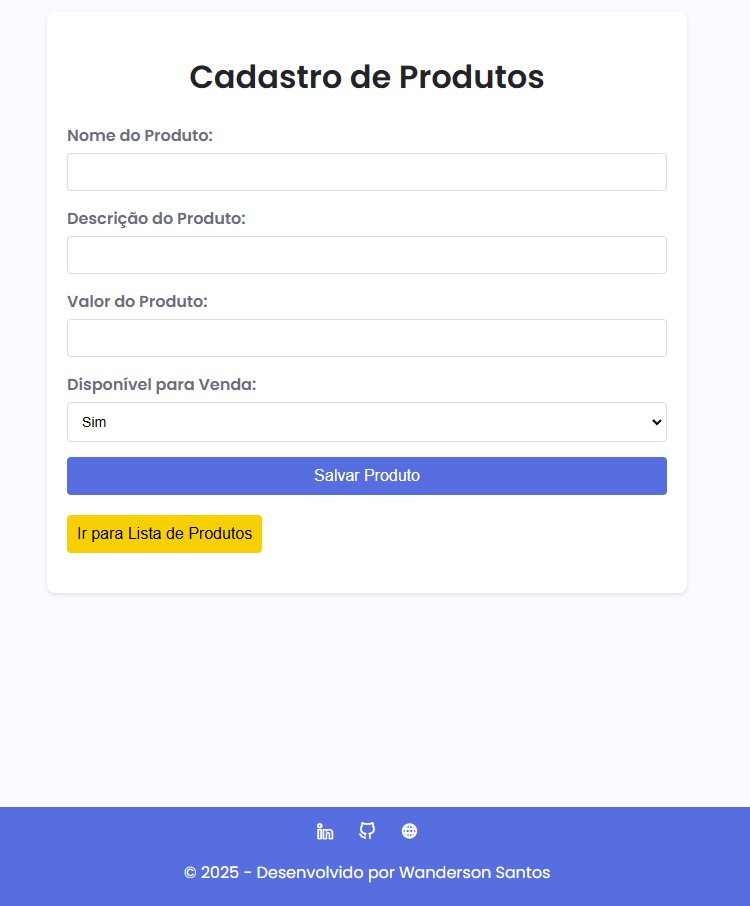 Cadastro de Produtos
Nome do Produto:
Descrição do Produto:
Valor do Produto:
Disponível para Venda:
Sim
Salvar Produto
Ir para Lista de Produtos
© 2025 - Desenvolvido por Wanderson Santos